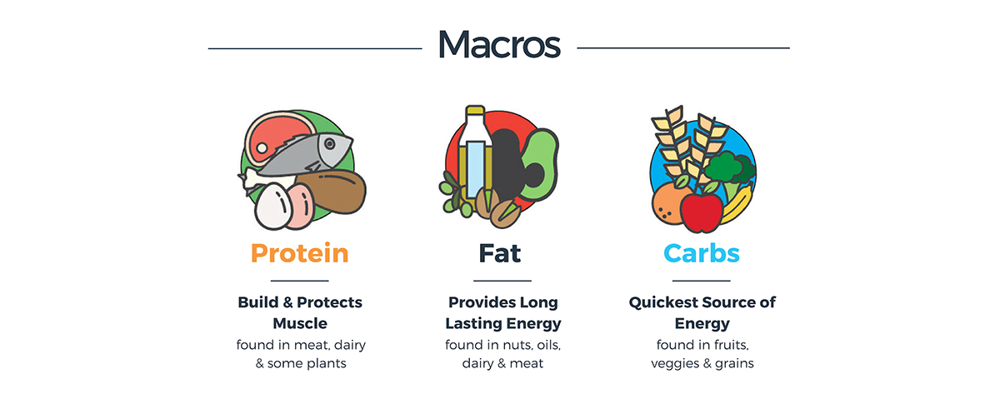 Macros
Protein
Build & Protects
Muscle
found in meat, dairy
& some plants
Fat
Provides Long
Lasting Energy
found in nuts, oils,
dairy & meat
Carbs
Quickest Source of
Energy
found in fruits,
veggies & grains